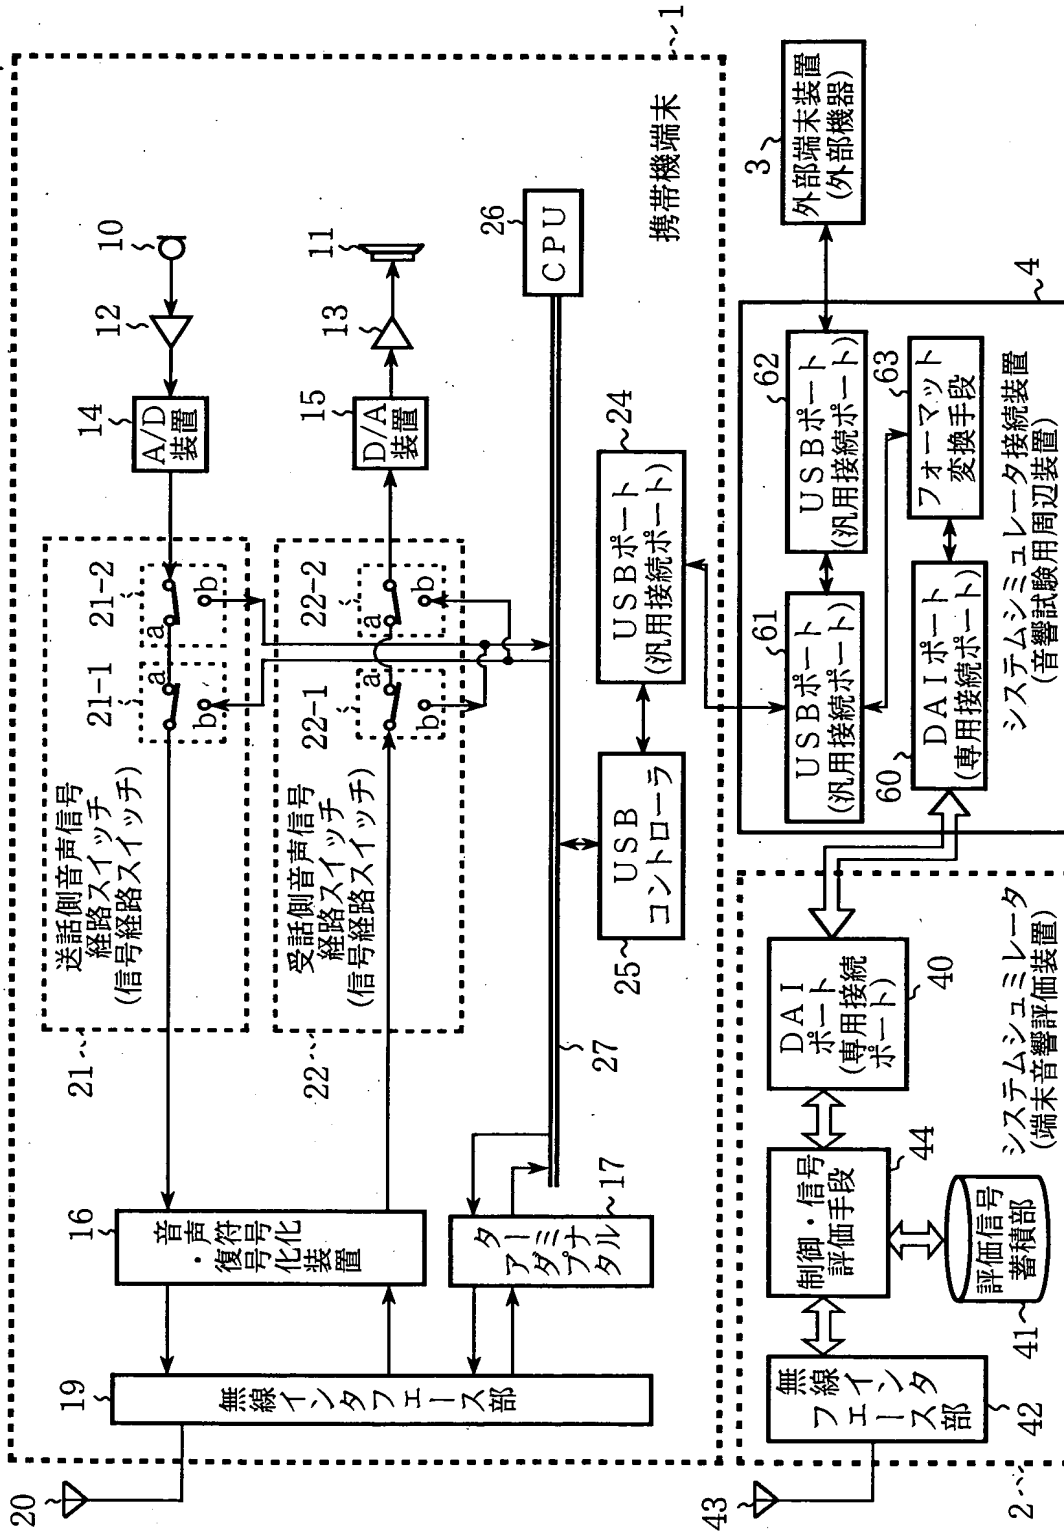 20
19
無線インタフェース部
16
音声符号化
・復号化
装置
17
ターミナ
アダプ
タル
21
送話側音声信号
経路スイッチ
(信号経路スイッチ)
21-1
21-2
a
b
a
b
14
A/D
装置
12
10
22
受話側音声信号
経路スイッチ
(信号経路スイッチ)
22-1
22-2
a
b
a
b
15
D/A
装置
13
11
27
26
CPU
25
USB
コントローラ
24
USBポート
(汎用接続ポート)
携帯機端末
1
43
42
無線
フェインタ
ース
部
44
制御・信号
評価手段
41
評価信号
蓄積部
40
DAI
ポート
(専用接続
ポート)
システムシュミレータ
(端末音響評価装置)
2
61
USBポート
(汎用接続ポート)
62
USBポート
(汎用接続ポート)
60
DAIポート
(専用接続ポート)
63
フォーマット
変換手段
システムシミュレータ接続装置
(音響試験用周辺装置)
4
3
外部端末装置
(外部機器)